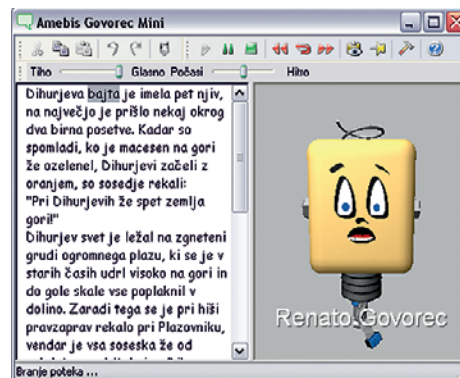 Amebis Govorec Mini
Tiho Glasno Počasi Hitro
Dihurjeva bajta je imela pet njiv,
na največjo je prišlo nekaj okrog
dva birna posetve. Kadar so
spomladi, ko je macesen na gori
že ozelenel, Dihurjevi začeli z
oranjem, so sosedje rekali:
"Pri Dihurjevih že spet zemlja
gori!"
Dihurjev svet je ležal na zgneteni
grudi ogromnega plazu, ki se je v
starih časih udrl visoko na gori in
do gole skale vse poplaknil v
dolino. Zaradi tega se je pri hiši
pravzaprav rekalo pri Plazovniku,
vendar je vsa soseska že od
Renato Govorec
Branje poteka ...